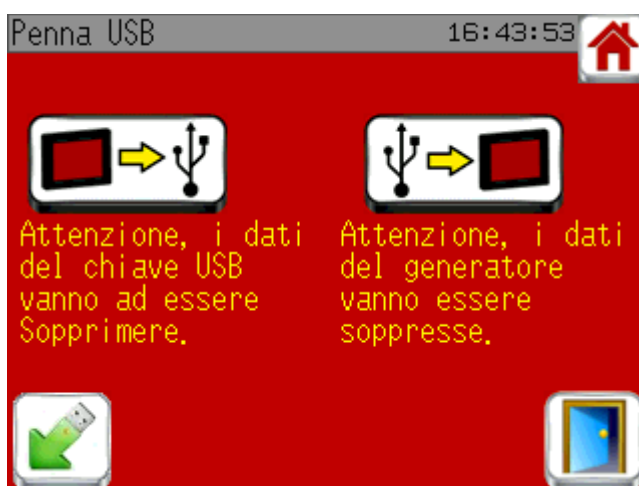 Penna USB
16:43:53
Attenzione, i dati
del chiave USB
vanno ad essere
Sopprimere.
Attenzione, i dati
del generatore
vanno essere
soppresse.